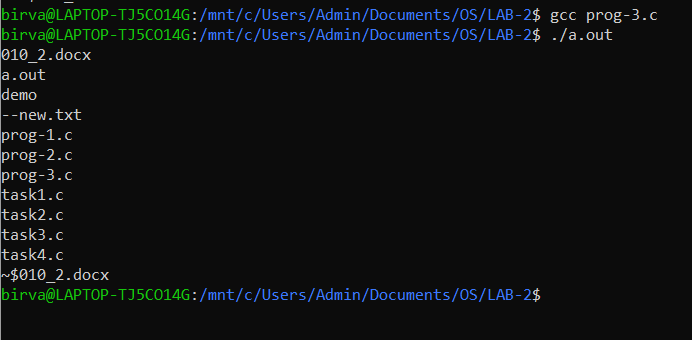 birva@LAPTOP-TJ5CO14G:/mnt/c/Users/Admin/Documents/OS/LAB-2$ gcc prog-3.c
birva@LAPTOP-TJ5CO14G:/mnt/c/Users/Admin/Documents/OS/LAB-2$ ./a.out
010_2.docx
a.out
demo
--new.txt
prog-1.c
prog-2.c
prog-3.c
task1.c
task2.c
task3.c
task4.c
~$010_2.docx
birva@LAPTOP-TJ5CO14G:/mnt/c/Users/Admin/Documents/OS/LAB-2$